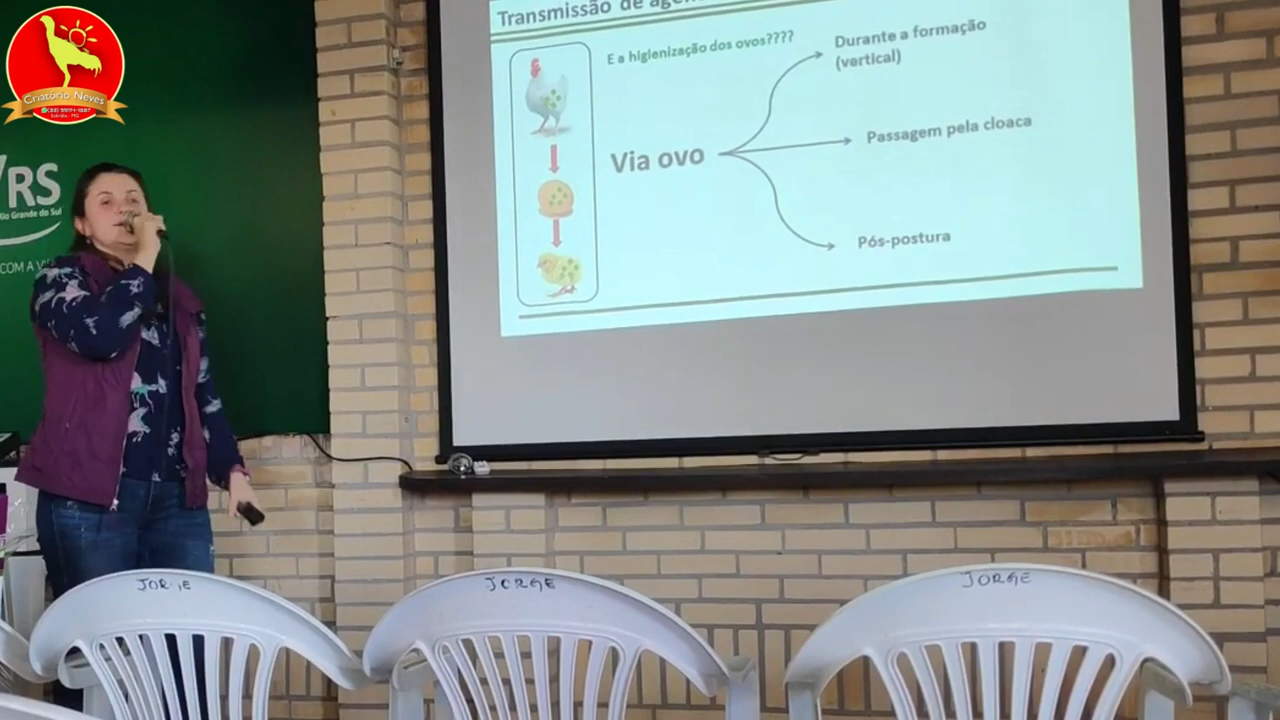 Criatório Neves
Transmissão de
E a higienização dos ovos????
Durante a formação
(vertical)
Passagem pela cloaca
Via ovo
Pós-postura
RS
Rio Grande do Sul
COM A
JORGE
JORGE
JORGE